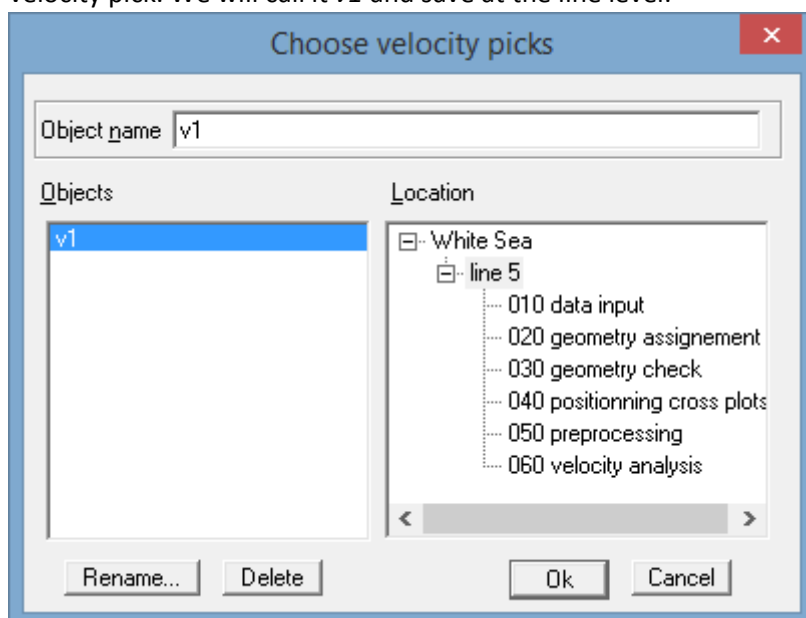 velocity pick. We will call it v1 and save at the line level.
Choose velocity picks
Object name v1
Objects
Location
v1
White Sea
line 5
010 data input
020 geometry assignement
030 geometry check
040 positionning cross plots
050 preprocessing
060 velocity analysis
Rename...
Delete
Ok
Cancel